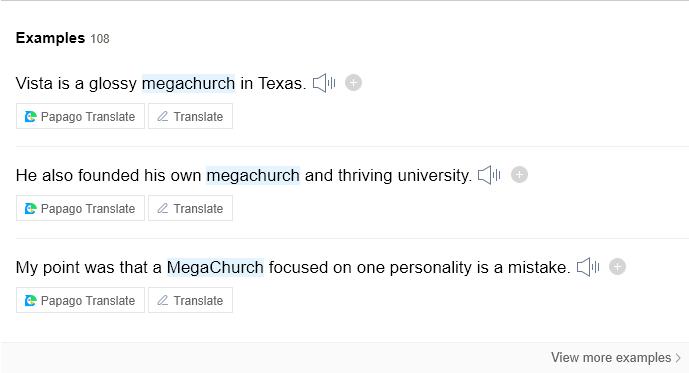 Examples 108
Vista is a glossy megachurch in Texas.
Papago Translate Translate
He also founded his own megachurch and thriving university.
Papago Translate Translate
My point was that a MegaChurch focused on one personality is a mistake.
Papago Translate Translate
View more examples